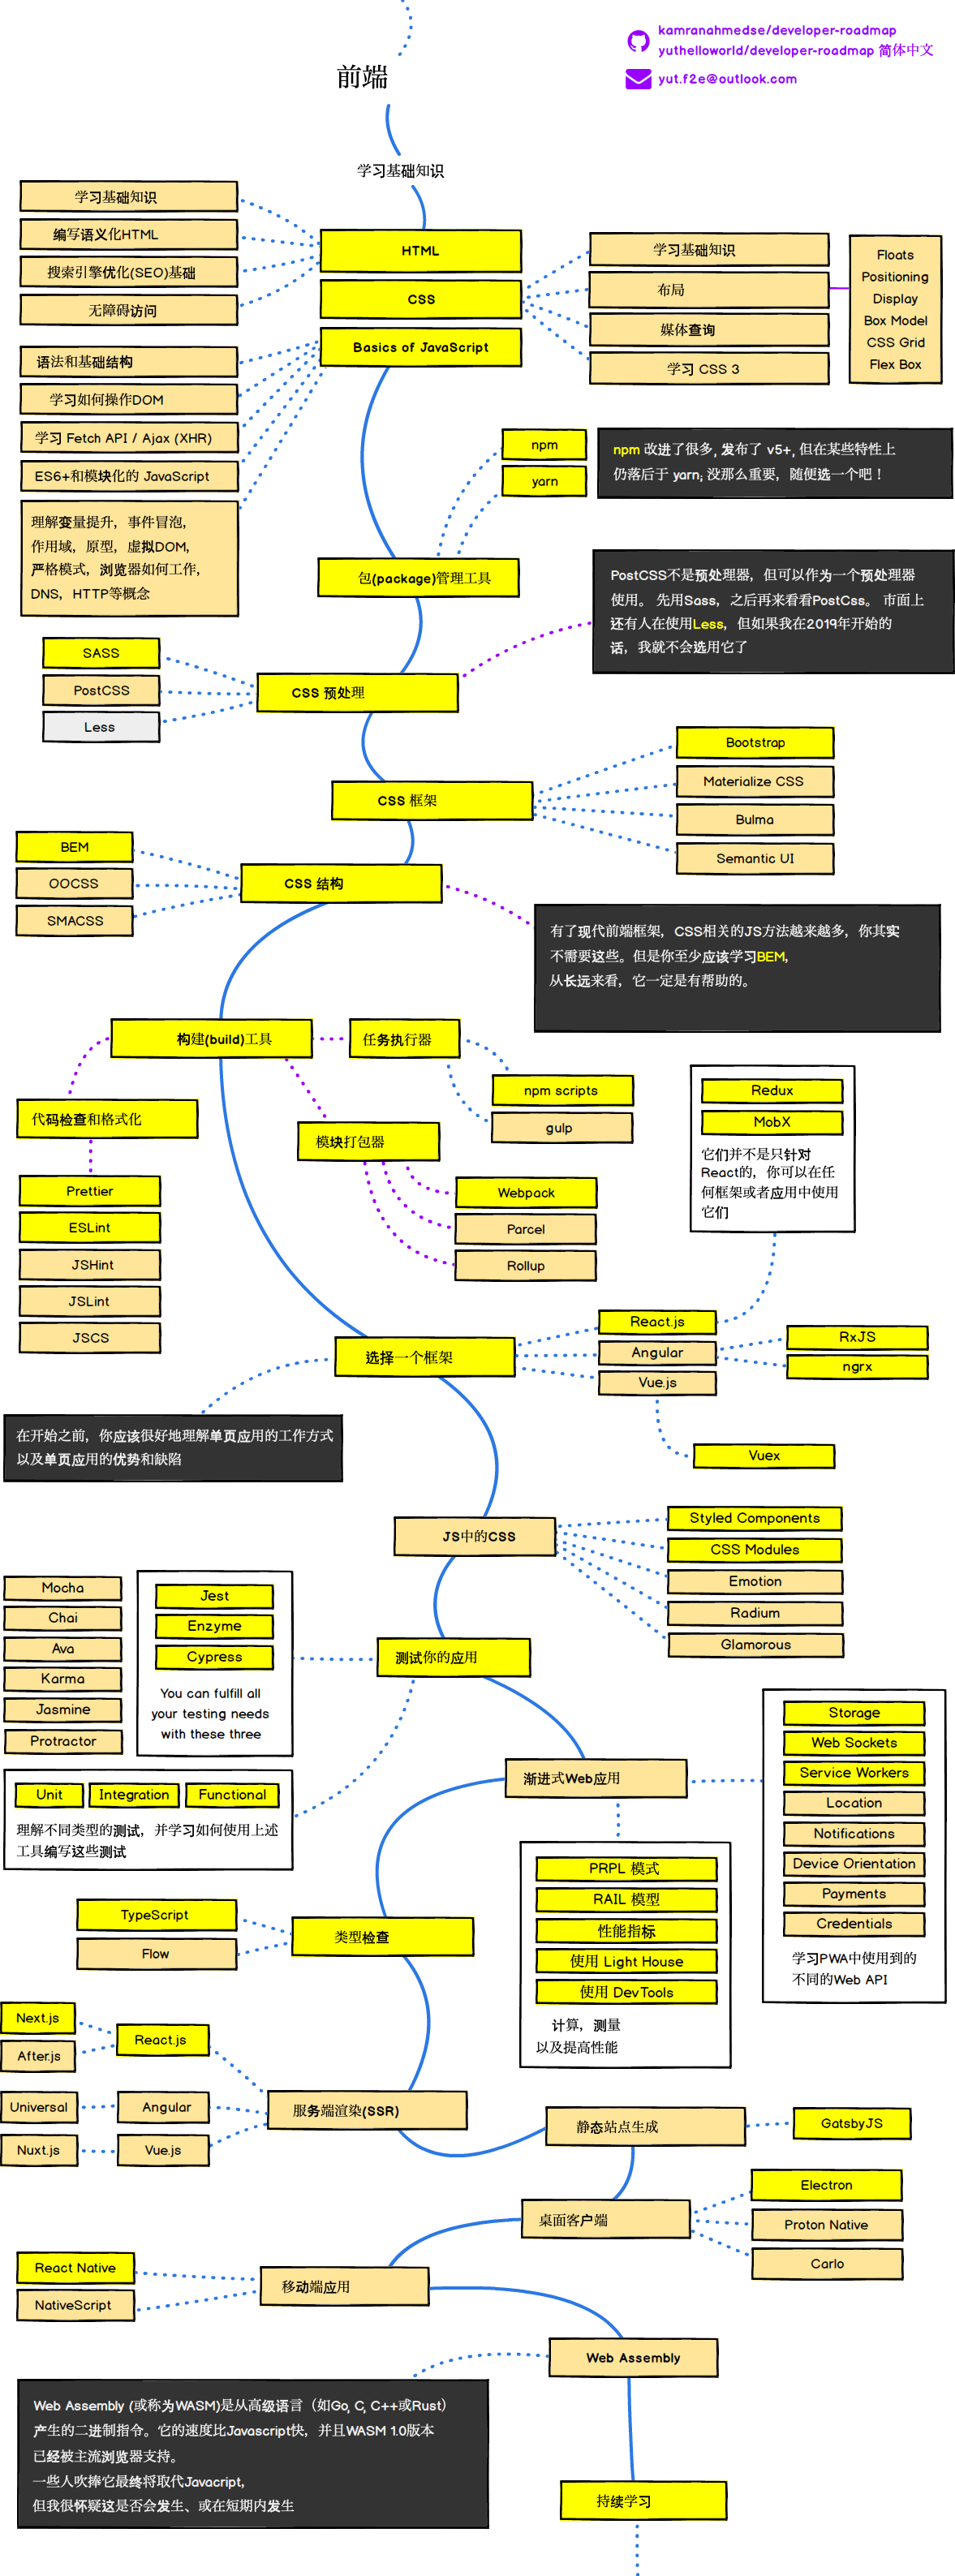 kamranahmedse/developer-roadmap
yuthelloworld/developer-roadmap 简体中文
yut.f2e@outlook.com
前端
学习基础知识
学习基础知识
编写语义化HTML
搜索引擎优化(SEO)基础
无障碍访问
HTML
CSS
Basics of JavaScript
学习基础知识
布局
媒体查询
学习 CSS 3
Floats
Positioning
Display
Box Model
CSS Grid
Flex Box
语法和基础结构
学习如何操作DOM
学习 Fetch API / Ajax (XHR)
ES6+和模块化的 JavaScript
理解变量提升，事件冒泡，
作用域，原型，虚拟DOM，
严格模式，浏览器如何工作，
DNS，HTTP等概念
npm
yarn
npm 改进了很多, 发布了 v5+, 但在某些特性上
仍落后于 yarn; 没那么重要，随便选一个吧！
包(package)管理工具
PostCSS不是预处理器，但可以作为一个预处理器
使用。 先用Sass，之后再来看看PostCss。 市面上
还有人在使用Less，但如果我在2019年开始的
话，我就不会选用它了
SASS
PostCSS
Less
CSS 预处理
CSS 框架
Bootstrap
Materialize CSS
Bulma
Semantic UI
BEM
OOCSS
SMACSS
CSS 结构
有了现代前端框架，CSS相关的JS方法越来越多，你其实
不需要这些。但是你至少应该学习BEM，
从长远来看，它一定是有帮助的。
构建(build)工具
任务执行器
npm scripts
gulp
代码检查和格式化
模块打包器
Prettier
ESLint
JSHint
JSLint
JSCS
Webpack
Parcel
Rollup
Redux
MobX
它们并不是只针对
React的，你可以在任
何框架或者应用中使用
它们
选择一个框架
React.js
Angular
Vue.js
RxJS
ngrx
Vuex
在开始之前，你应该很好地理解单页应用的工作方式
以及单页应用的优势和缺陷
JS中的CSS
Styled Components
CSS Modules
Emotion
Radium
Glamorous
Mocha
Chai
Ava
Karma
Jasmine
Protractor
Jest
Enzyme
Cypress
You can fulfill all
your testing needs
with these three
测试你的应用
Unit
Integration
Functional
理解不同类型的测试，并学习如何使用上述
工具编写这些测试
渐进式Web应用
Storage
Web Sockets
Service Workers
Location
Notifications
Device Orientation
Payments
Credentials
学习PWA中使用到的
不同的Web API
PRPL 模式
RAIL 模型
性能指标
使用 Light House
使用 DevTools
计算，测量
以及提高性能
TypeScript
Flow
类型检查
Next.js
After.js
React.js
Universal
Angular
Nuxt.js
Vue.js
服务端渲染(SSR)
静态站点生成
GatsbyJS
桌面客户端
Electron
Proton Native
Carlo
React Native
NativeScript
移动端应用
Web Assembly
Web Assembly (或称为WASM)是从高级语言（如Go, C, C++或Rust）
产生的二进制指令。它的速度比Javascript快，并且WASM 1.0版本
已经被主流浏览器支持。
一些人吹捧它最终将取代Javacript，
但我很怀疑这是否会发生、或在短期内发生
持续学习